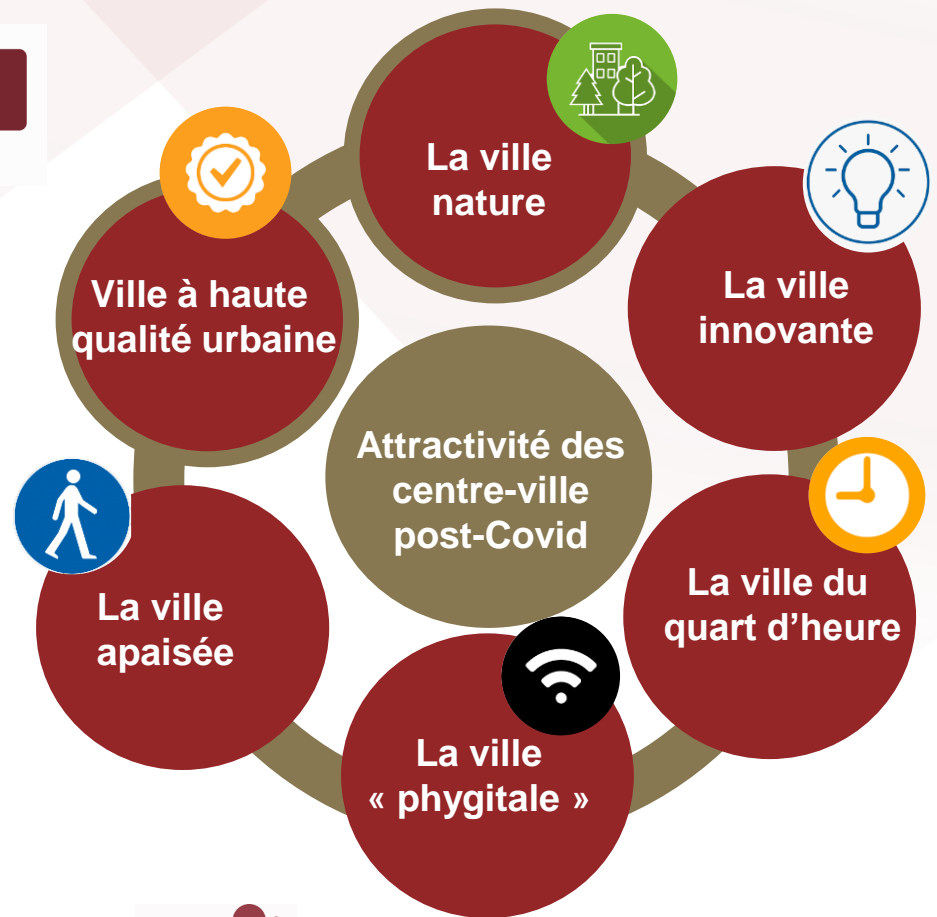 La ville
nature
La ville
innovante
La ville du
quart d’heure
La ville
« phygitale »
La ville
apaisée
Ville à haute
qualité urbaine
Attractivité des
centre-ville
post-Covid